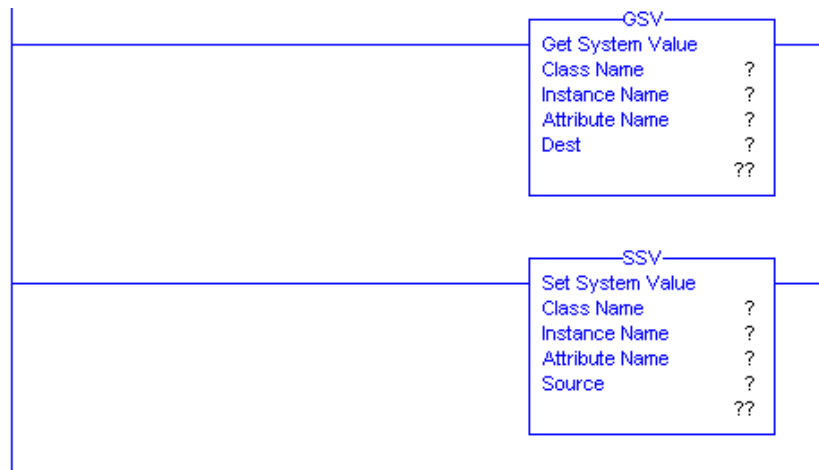 GSV
Get System Value
Class Name ?
Instance Name ?
Attribute Name ?
Dest ?
??
SSV
Set System Value
Class Name ?
Instance Name ?
Attribute Name ?
Source ?
??